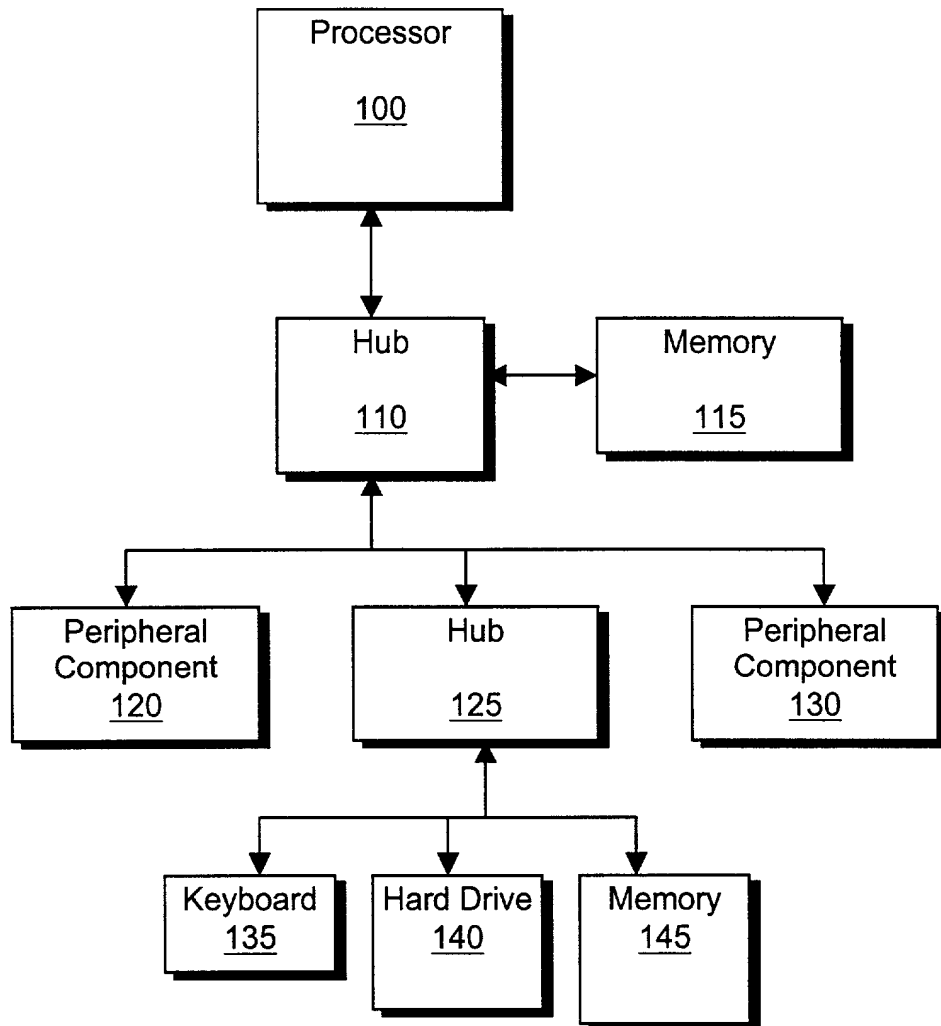 Processor
100
Hub
110
Memory
115
Peripheral
Component
120
Hub
125
Peripheral
Component
130
Keyboard
135
Hard Drive
140
Memory
145